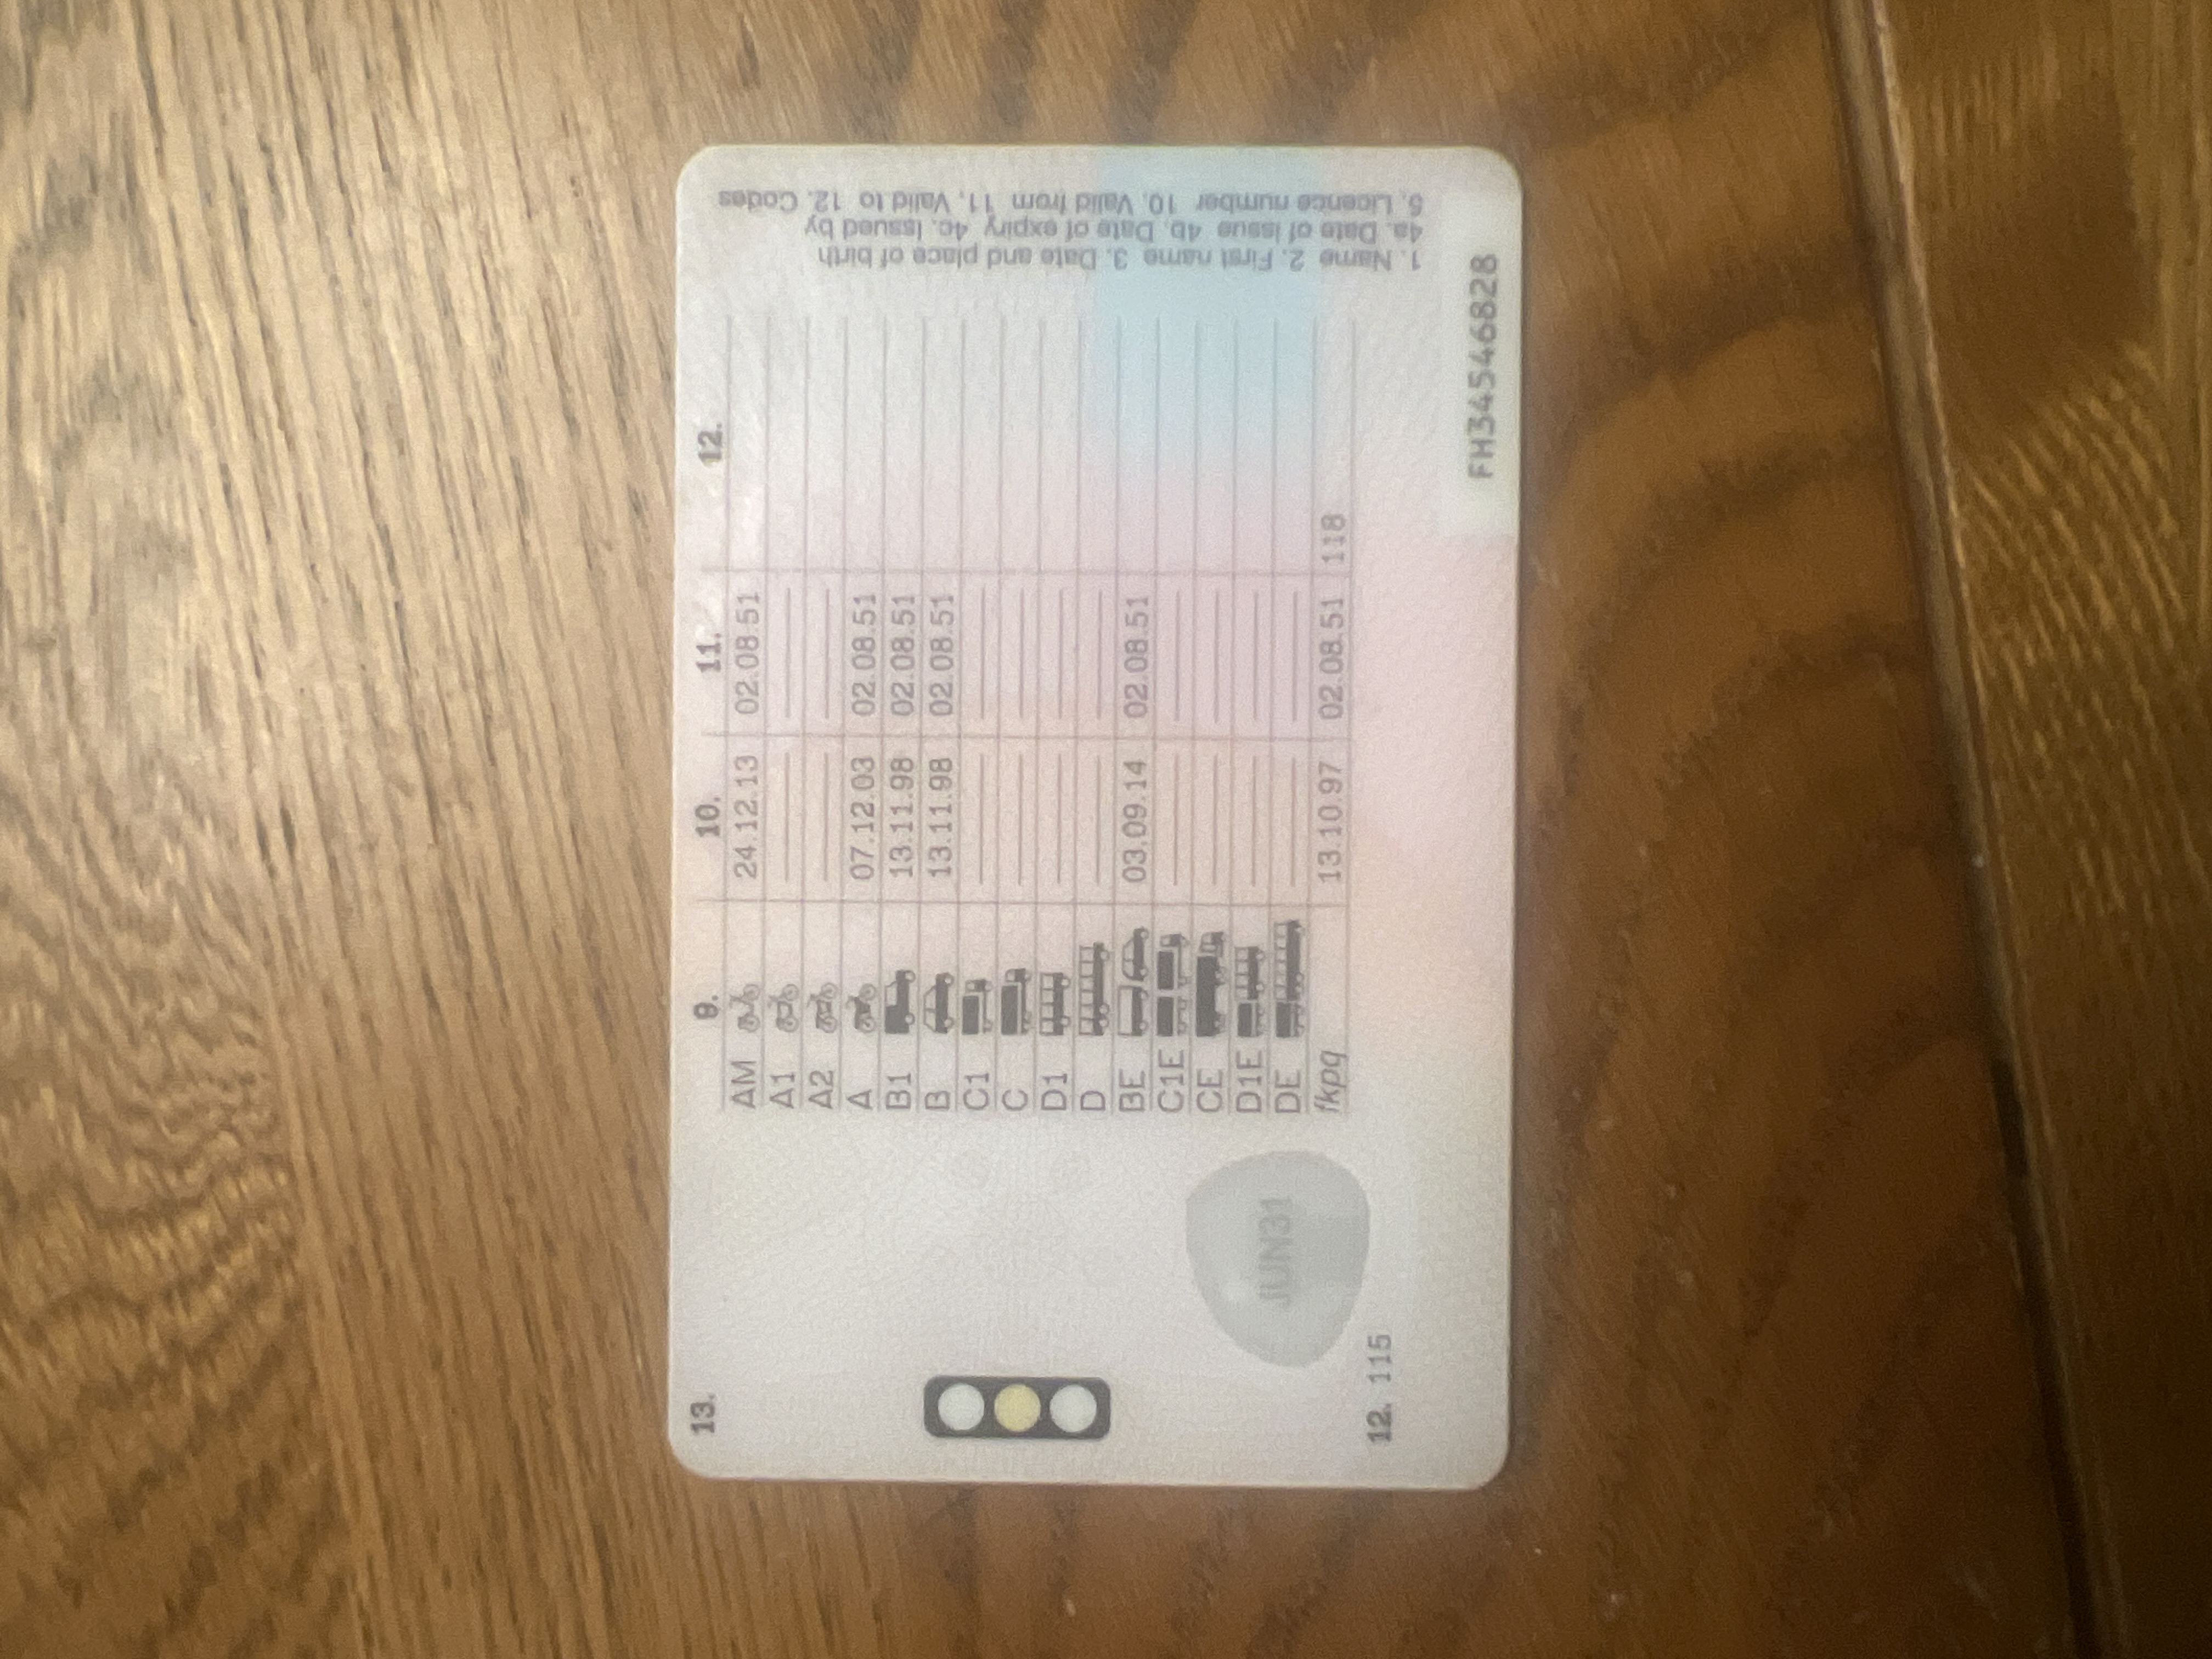 13.
9. 10. 11. 12.
AM 24.12.13 02.08.51
A1
A2
A 07.12.03 02.08.51
B1 13.11.98 02.08.51
B 13.11.98 02.08.51
C1
C
D1
D
BE 03.09.14 02.08.51
C1E
CE
D1E
DE
fkpq 13.10.97 02.08.51 118
JUN31
12. 115
1. Name 2. First name 3. Date and place of birth
4a. Date of issue 4b. Date of expiry 4c. Issued by
5. Licence number 10. Valid from 11. Valid to 12. Codes
FH34546828